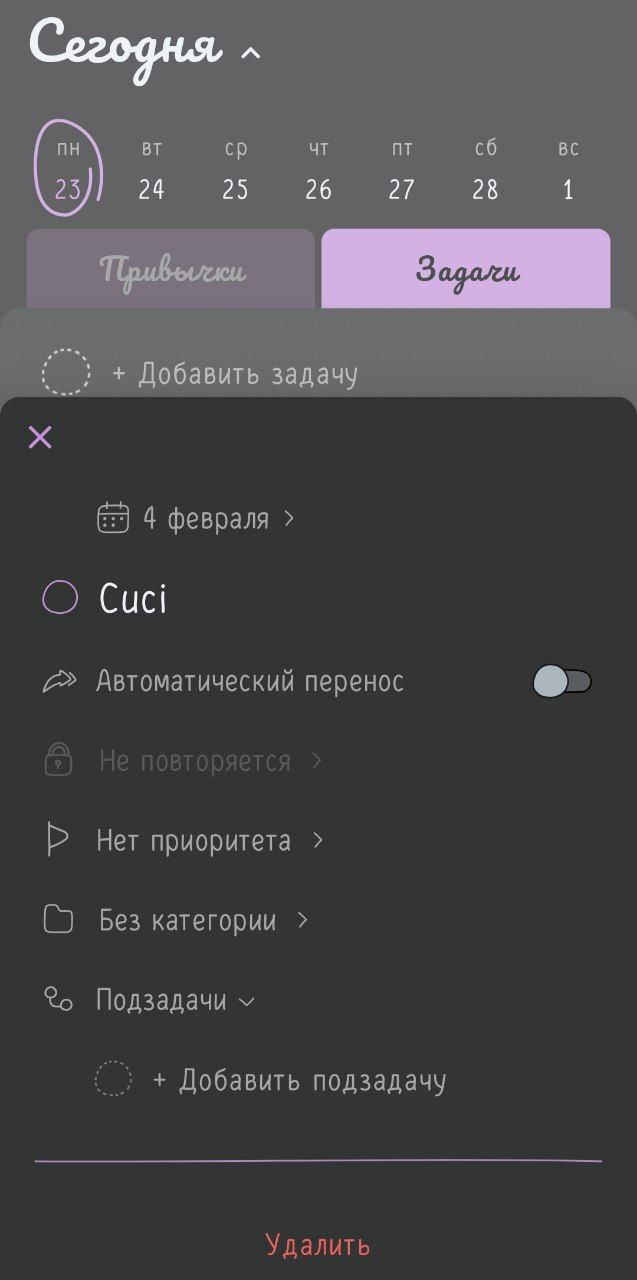 Сегодня
пн вт ср чт пт сб вс
23 24 25 26 27 28 1
Привычки Задачи
+ Добавить задачу
4 февраля >
Cuci
Автоматический перенос
Не повторяется >
Нет приоритета >
Без категории >
Подзадачи
+ Добавить подзадачу
Удалить